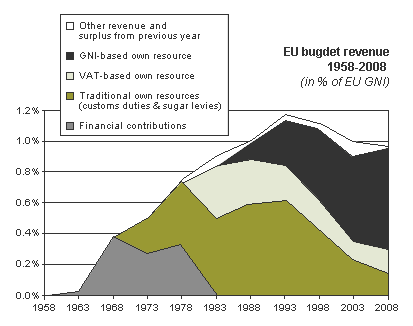 Other revenue and
surplus from previous year
GNI-based own resource
VAT-based own resource
Traditional own resources
(customs duties & sugar levies)
Financial contributions
EU bugdet revenue
1958-2008
(in % of EU GNI)
1.2%
1.0%
0.8%
0.6%
0.4%
0.2%
0.0%
1958 1963 1968 1973 1978 1983 1988 1993 1998 2003 2008